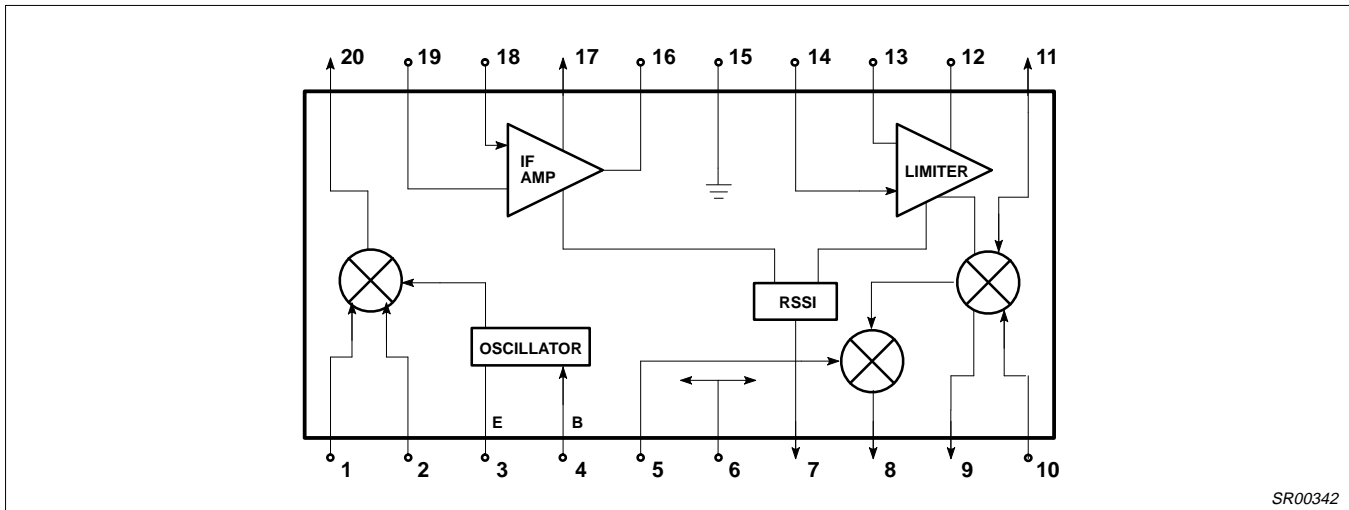 20 19 18 17 16 15 14 13 12 11
IF
AMP
LIMITER
RSSI
OSCILLATOR
E B
1 2 3 4 5 6 7 8 9 10
SR00342